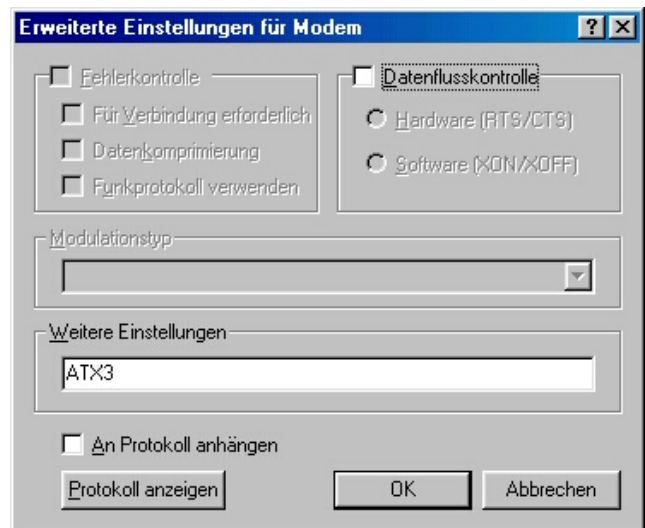 Erweiterte Einstellungen für Modem
Fehlerkontrolle
Für Verbindung erforderlich
Datenkomprimierung
Funkprotokoll verwenden
Datenflusskontrolle
Hardware (RTS/CTS)
Software (XON/XOFF)
Modulationstyp
Weitere Einstellungen
ATX3
An Protokoll anhängen
Protokoll anzeigen
OK
Abbrechen